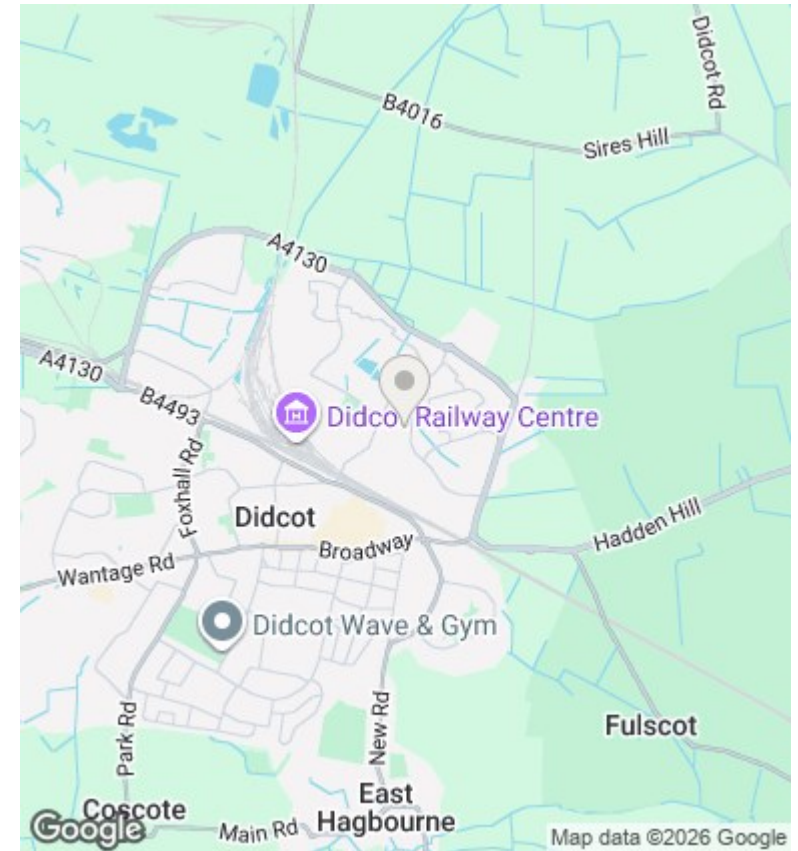 Didcot Rd
B4016
Sires Hill
A4130
A4130
B4493
Didcot Railway Centre
Foxhall Rd
Didcot
Hadden Hill
Broadway
Wantage Rd
Didcot Wave & Gym
New Rd
Park Rd
Fulscot
Coscote
East
Hagbourne
Main Rd
Google
Map data ©2026 Google